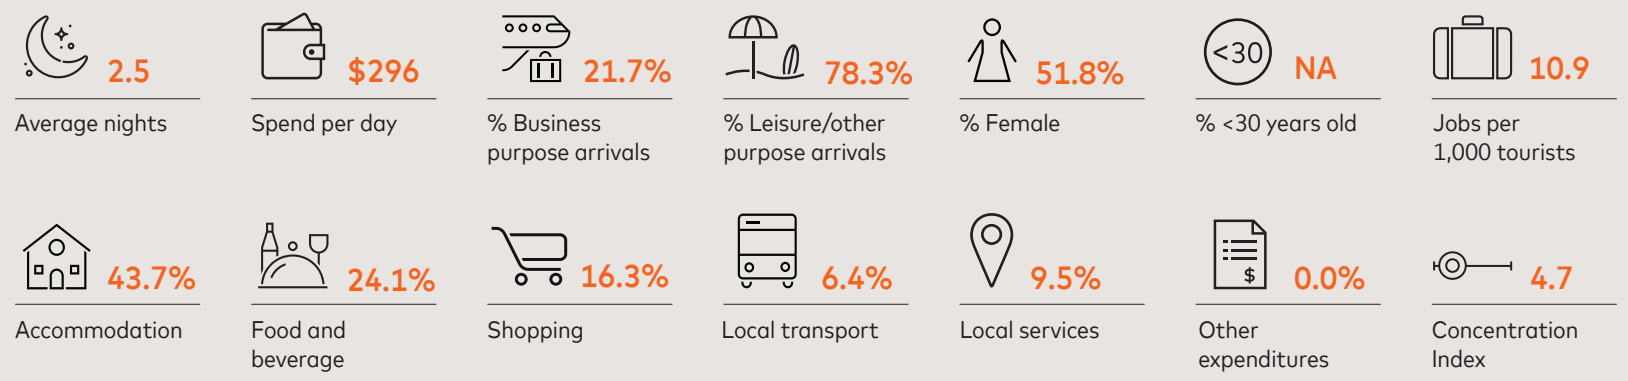 2.5
Average nights
$296
Spend per day
21.7%
% Business
purpose arrivals
78.3%
% Leisure/other
purpose arrivals
51.8%
% Female
<30
NA
% <30 years old
10.9
Jobs per
1,000 tourists
43.7%
Accommodation
24.1%
Food and
beverage
16.3%
Shopping
6.4%
Local transport
9.5%
Local services
$
0.0%
Other
expenditures
4.7
Concentration
Index